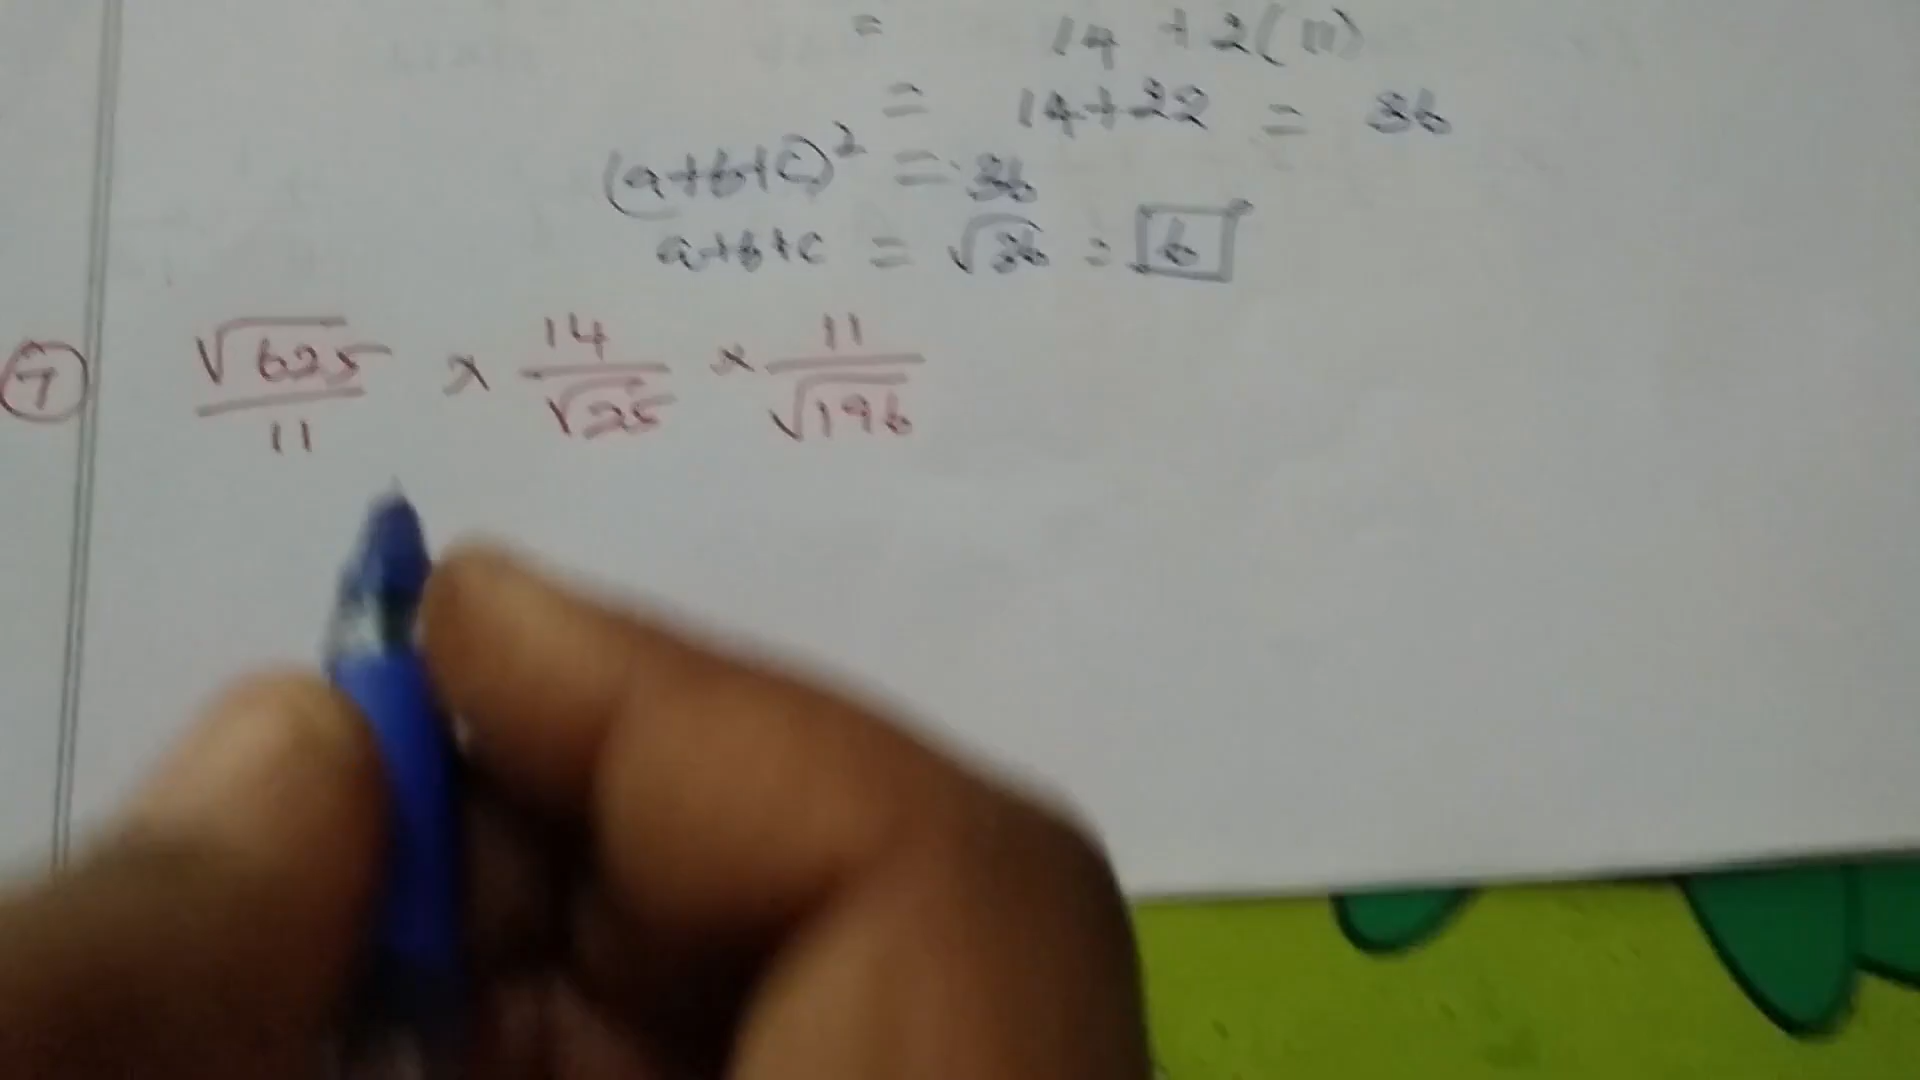 = 14 + 2(11)
= 14+22 = 36
(a+b+c)² = 36
a+b+c = √36 = 6
7 √625/11 × 14/√25 × 11/√196